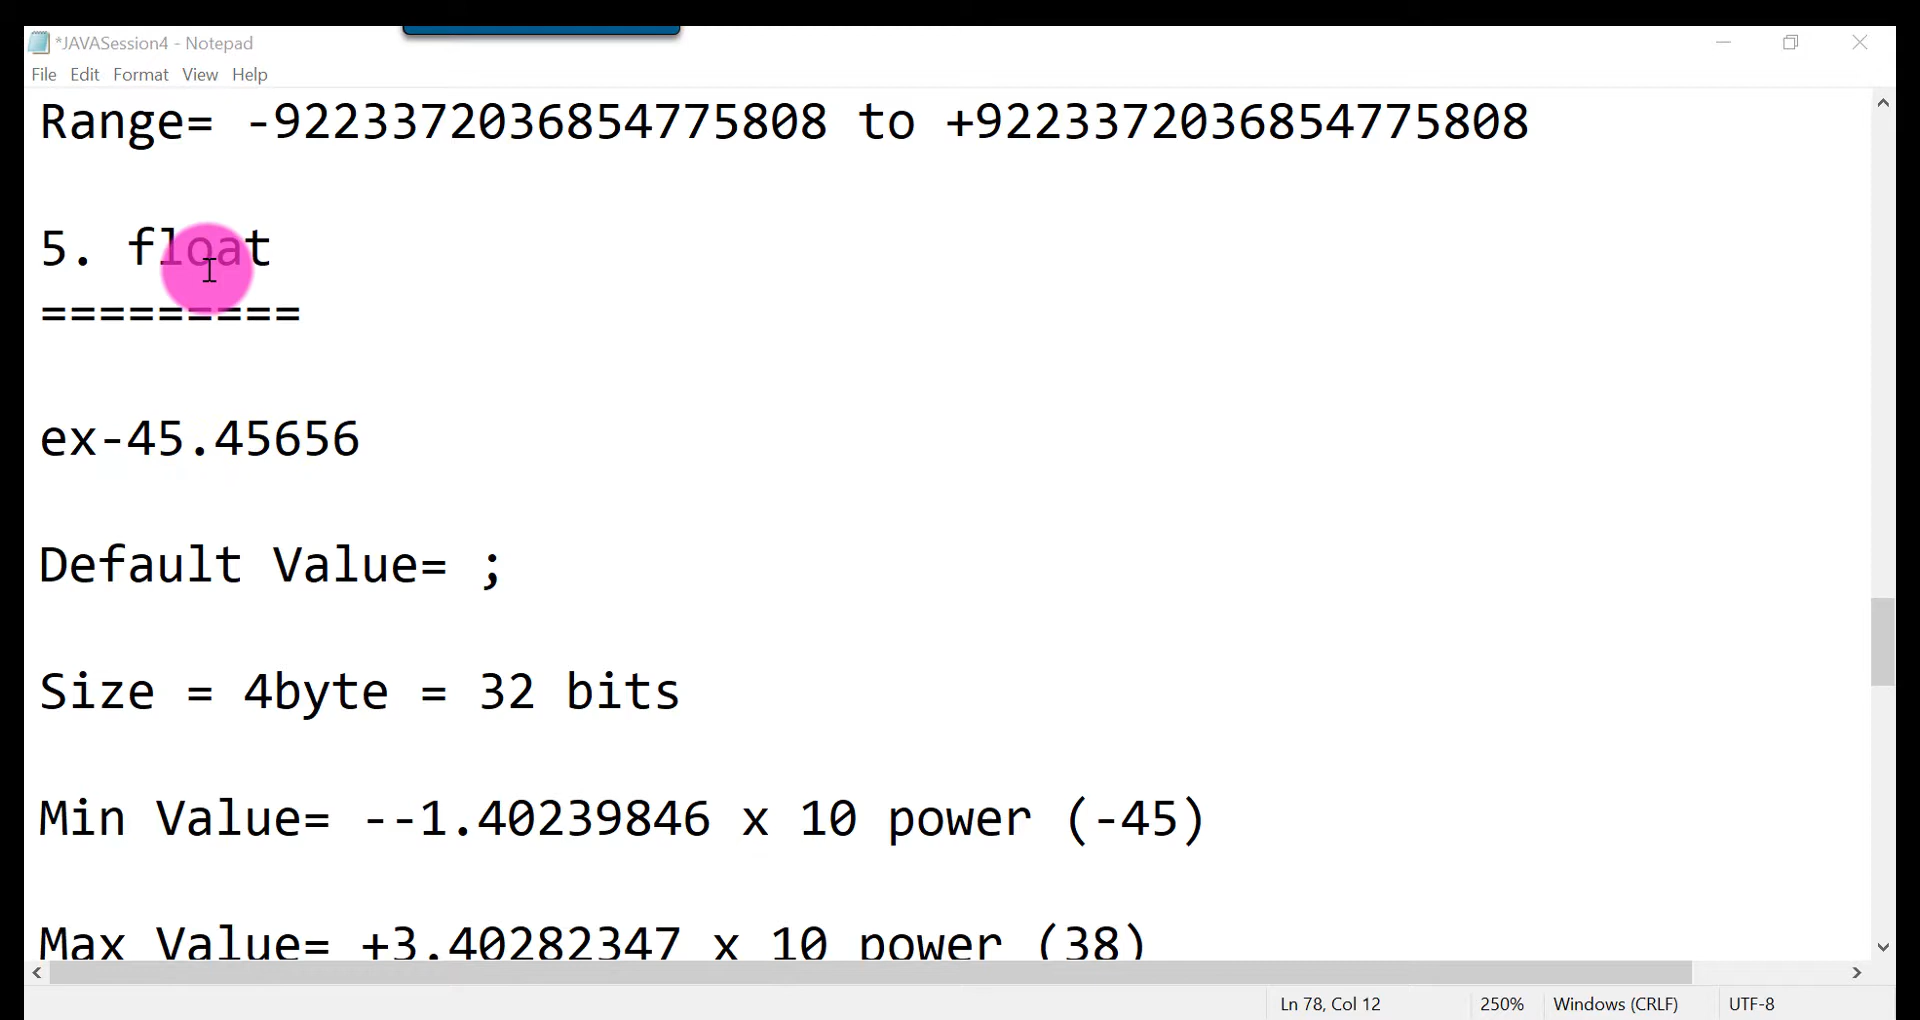 *JAVASession4 - Notepad
File Edit Format View Help
Range= -9223372036854775808 to +9223372036854775808
5. float
=========
ex-45.45656
Default Value= ;
Size = 4byte = 32 bits
Min Value= --1.40239846 x 10 power (-45)
Max Value= +3.40282347 x 10 power (38)
Ln 78, Col 12 250% Windows (CRLF) UTF-8